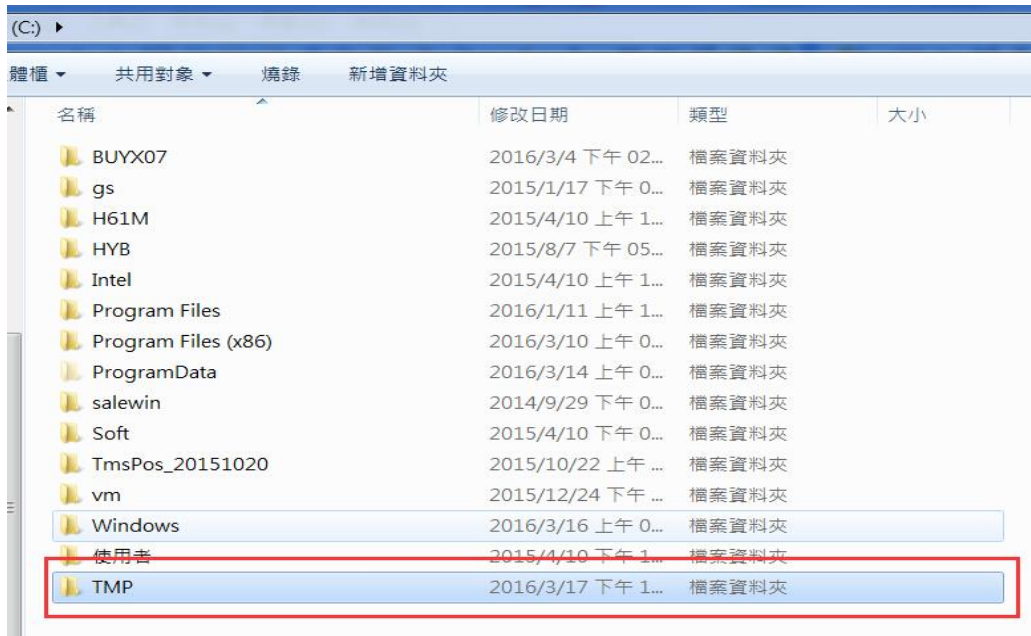 (C:)
體櫃 共用對象 燒錄 新增資料夾
名稱 修改日期 類型 大小
BUYX07 2016/3/4 下午 02... 檔案資料夾
gs 2015/1/17 下午 0... 檔案資料夾
H61M 2015/4/10 上午 1... 檔案資料夾
HYB 2015/8/7 下午 05... 檔案資料夾
Intel 2015/4/10 上午 1... 檔案資料夾
Program Files 2016/1/11 上午 1... 檔案資料夾
Program Files (x86) 2016/3/10 上午 0... 檔案資料夾
ProgramData 2016/3/14 上午 0... 檔案資料夾
salewin 2014/9/29 下午 0... 檔案資料夾
Soft 2015/4/10 下午 0... 檔案資料夾
TmsPos_20151020 2015/10/22 上午 ... 檔案資料夾
vm 2015/12/24 下午 ... 檔案資料夾
Windows 2016/3/16 上午 0... 檔案資料夾
使用者 2015/4/10 下午 1... 檔案資料夾
TMP 2016/3/17 下午 1... 檔案資料夾